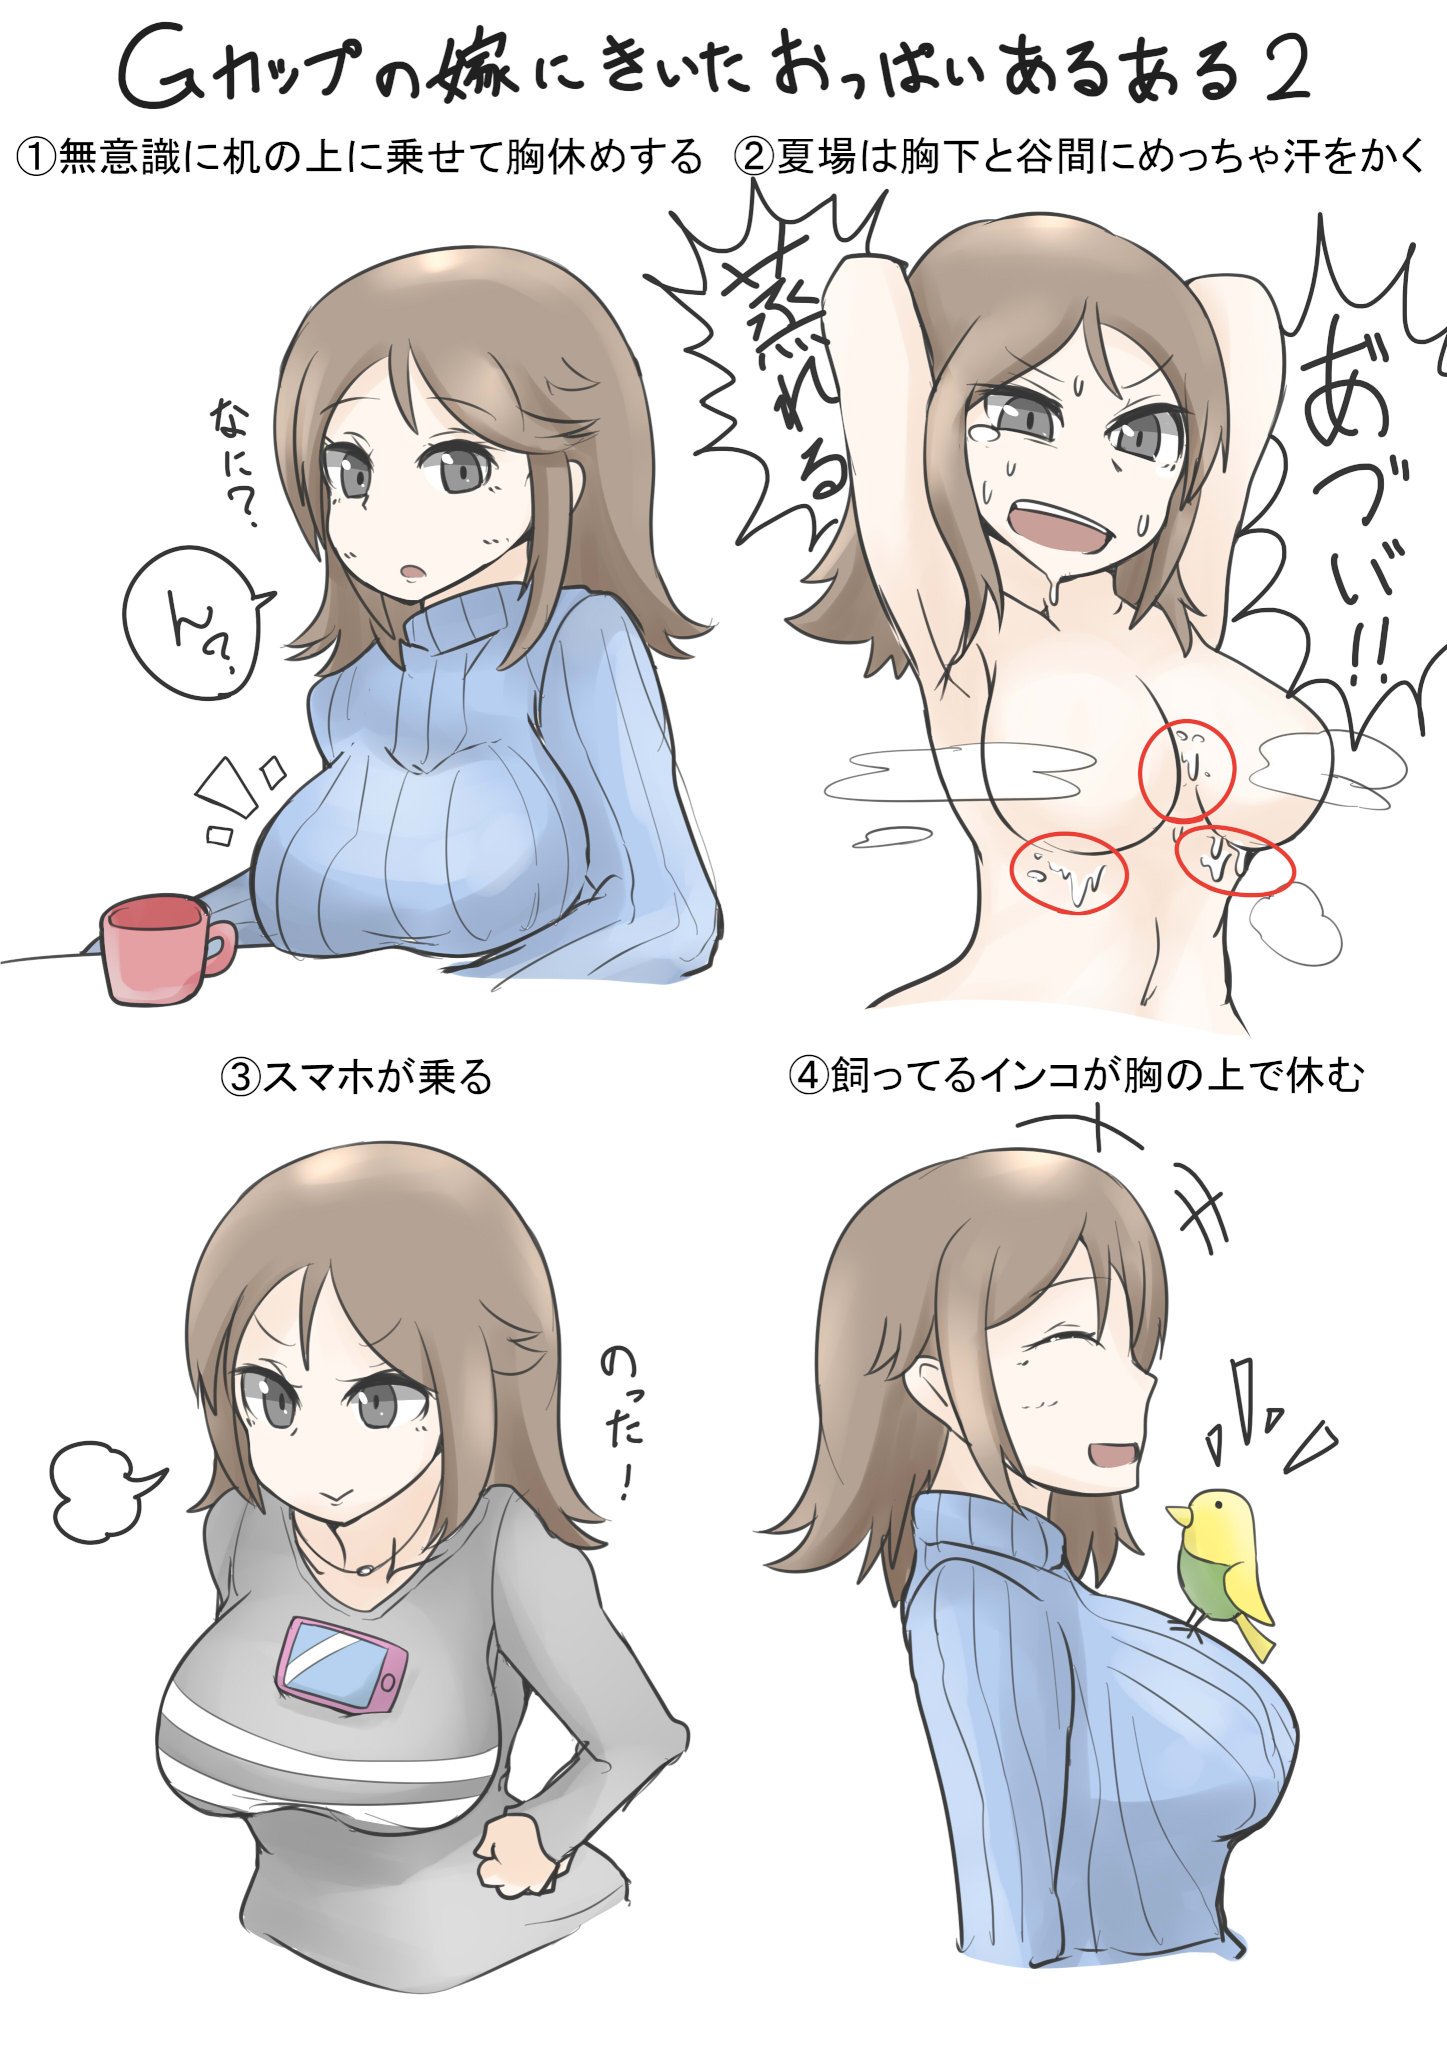 Gカップの嫁にきいたおっぱいあるある2
①無意識に机の上に乗せて胸休めする
②夏場は胸下と谷間にめっちゃ汗をかく
なに?
ん?
蒸れる
あ゛づい゛!!
③スマホが乗る
のったー!
④飼ってるインコが胸の上で休む